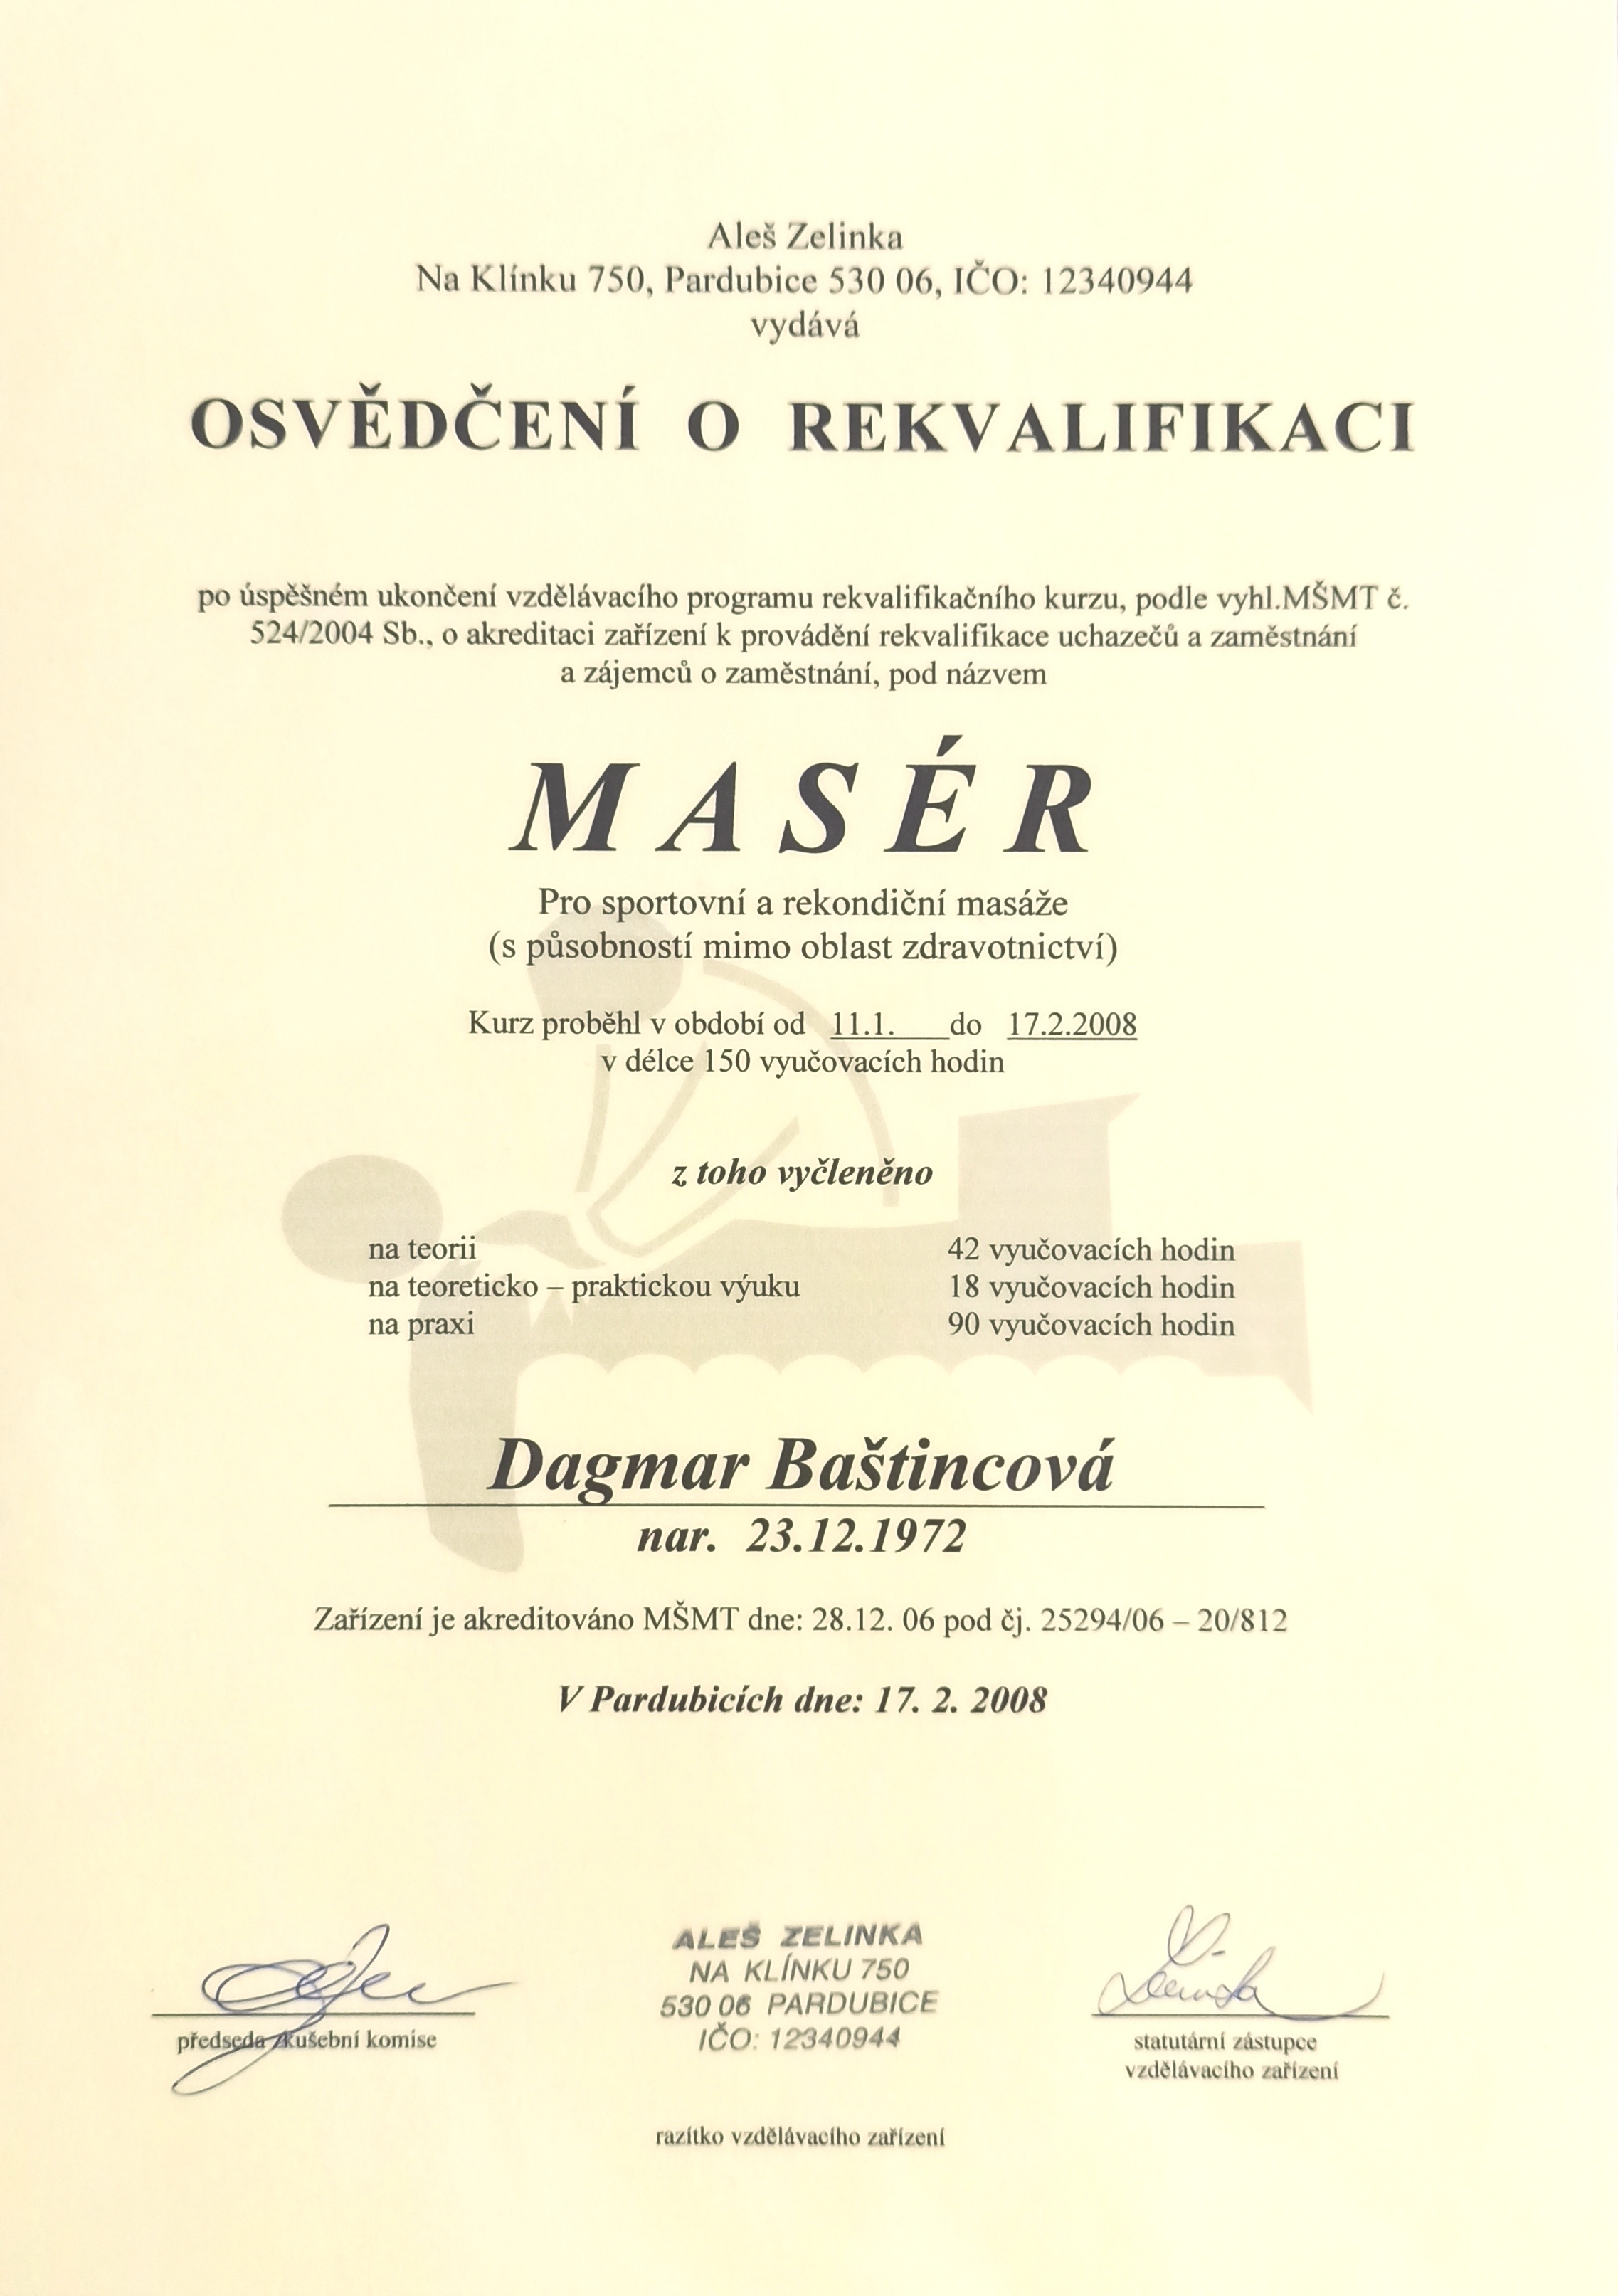 Aleš Zelinka
Na Klínku 750, Pardubice 530 06, IČO: 12340944
vydává
OSVĚDČENÍ O REKVALIFIKACI
po úspěšném ukončení vzdělávacího programu rekvalifikačního kurzu, podle vyhl.MŠMT č.
524/2004 Sb., o akreditaci zařízení k provádění rekvalifikace uchazečů a zaměstnání
a zájemců o zaměstnání, pod názvem
MASÉR
Pro sportovní a rekondiční masáže
(s působností mimo oblast zdravotnictví)
Kurz proběhl v období od 11.1. do 17.2.2008
v délce 150 vyučovacích hodin
z toho vyčleněno
na teorii 42 vyučovacích hodin
na teoreticko – praktickou výuku 18 vyučovacích hodin
na praxi 90 vyučovacích hodin
Dagmar Baštincová
nar. 23.12.1972
Zařízení je akreditováno MŠMT dne: 28.12. 06 pod čj. 25294/06 – 20/812
V Pardubicích dne: 17. 2. 2008
ALEŠ ZELINKA
NA KLÍNKU 750
530 06 PARDUBICE
IČO: 12340944
předseda zkušební komise
statutární zástupce
vzdělávacího zařízení
razítko vzdělávacího zařízení